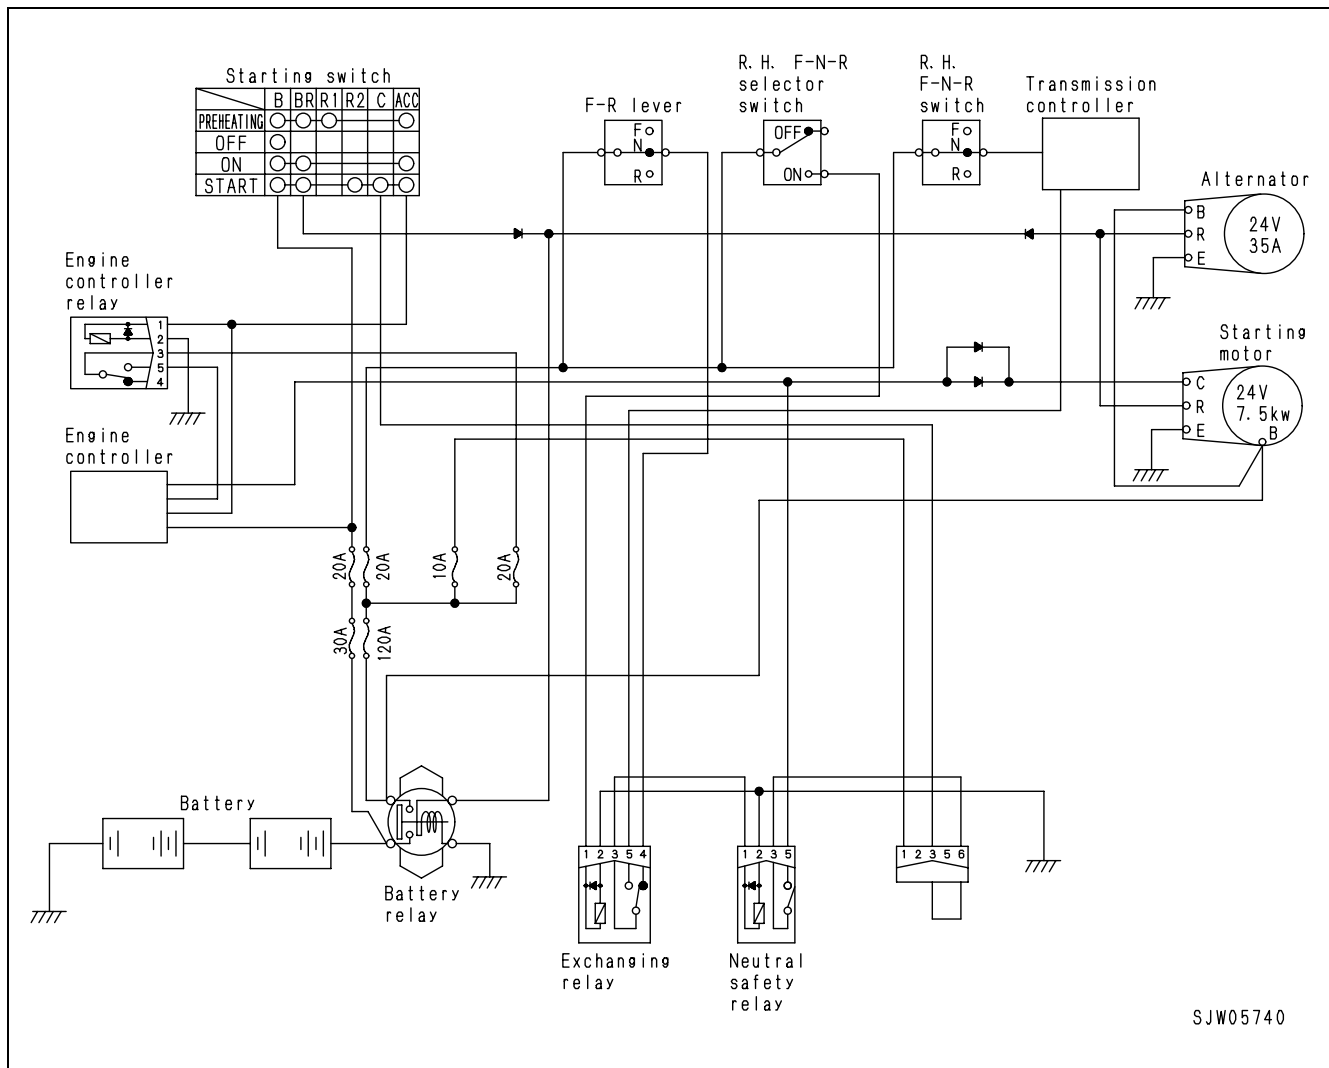 Starting switch
B BR R1 R2 C ACC
PREHEATING
OFF
ON
START
F-R lever
F
N
R
R. H. F-N-R
selector
switch
OFF
ON
R. H.
F-N-R
switch
F
N
R
Transmission
controller
Alternator
B
R
E
24V
35A
Engine
controller
relay
1
2
3
5
4
Starting
motor
C
R
E
24V
7. 5kw
B
Engine
controller
20A
20A
10A
20A
30A
120A
Battery
Battery
relay
1 2 3 5 4
Exchanging
relay
1 2 3 5
Neutral
safety
relay
1 2 3 5 6
SJW05740